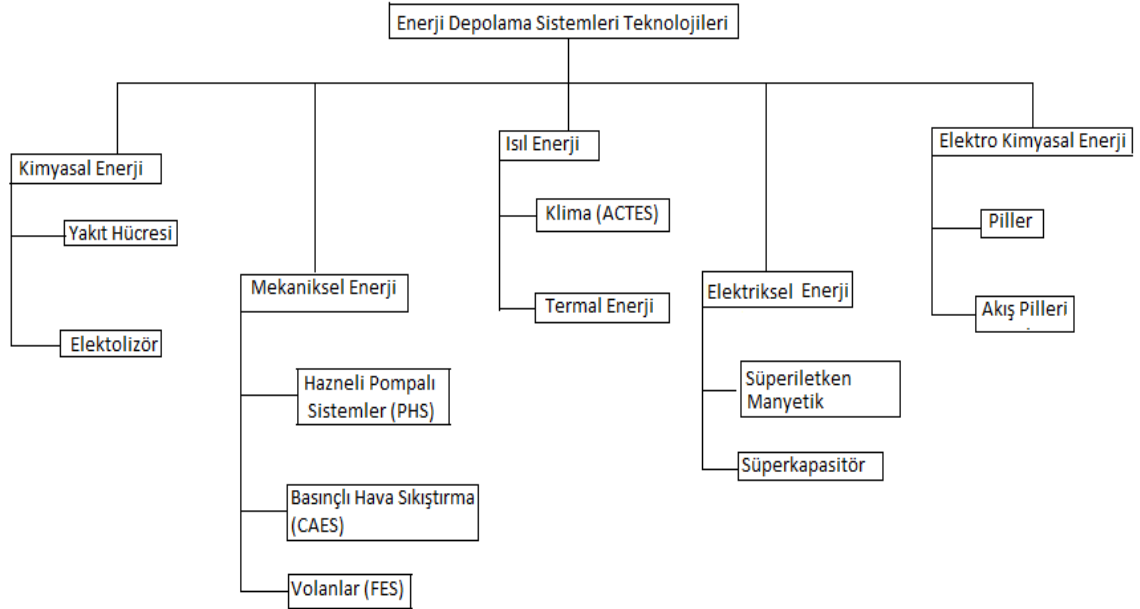 Enerji Depolama Sistemleri Teknolojileri
Kimyasal Enerji
Yakıt Hücresi
Elektolizör
Mekaniksel Enerji
Hazneli Pompalı
Sistemler (PHS)
Basınçlı Hava Sıkıştırma
(CAES)
Volanlar (FES)
Isıl Enerji
Klima (ACTES)
Termal Enerji
Elektriksel Enerji
Süperiletken
Manyetik
Süperkapasitör
Elektro Kimyasal Enerji
Piller
Akış Pilleri